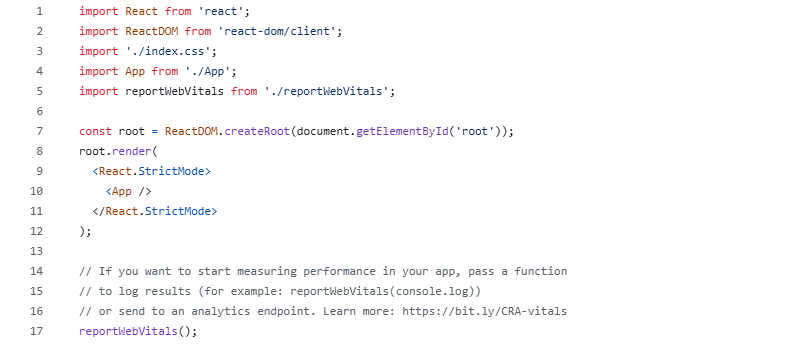 1 import React from 'react';
2 import ReactDOM from 'react-dom/client';
3 import './index.css';
4 import App from './App';
5 import reportWebVitals from './reportWebVitals';
6
7 const root = ReactDOM.createRoot(document.getElementById('root'));
8 root.render(
9   <React.StrictMode>
10     <App />
11   </React.StrictMode>
12 );
13
14 // If you want to start measuring performance in your app, pass a function
15 // to log results (for example: reportWebVitals(console.log))
16 // or send to an analytics endpoint. Learn more: https://bit.ly/CRA-vitals
17 reportWebVitals();